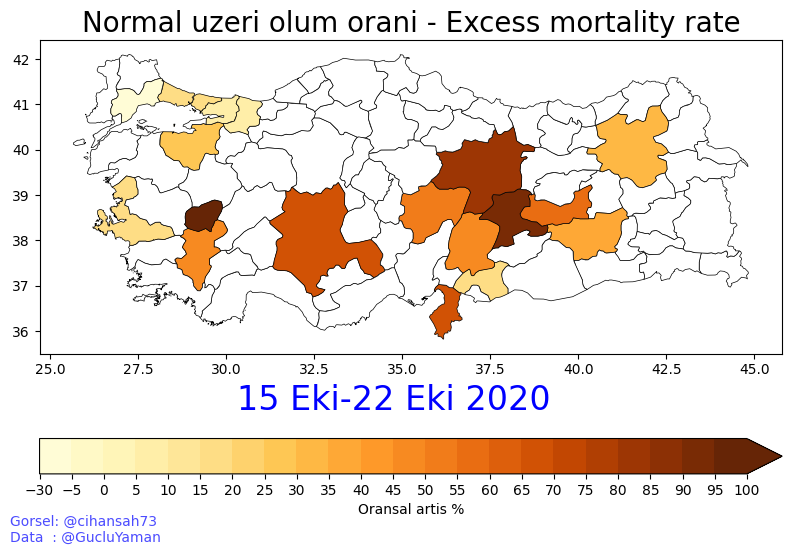 Normal uzeri olum orani - Excess mortality rate
42
41
40
39
38
37
36
25.0 27.5 30.0 32.5 35.0 37.5 40.0 42.5 45.0
15 Eki-22 Eki 2020
−30 −5 0 5 10 15 20 25 30 35 40 45 50 55 60 65 70 75 80 85 90 95 100
Oransal artis %
Gorsel: @cihansah73
Data : @GucluYaman